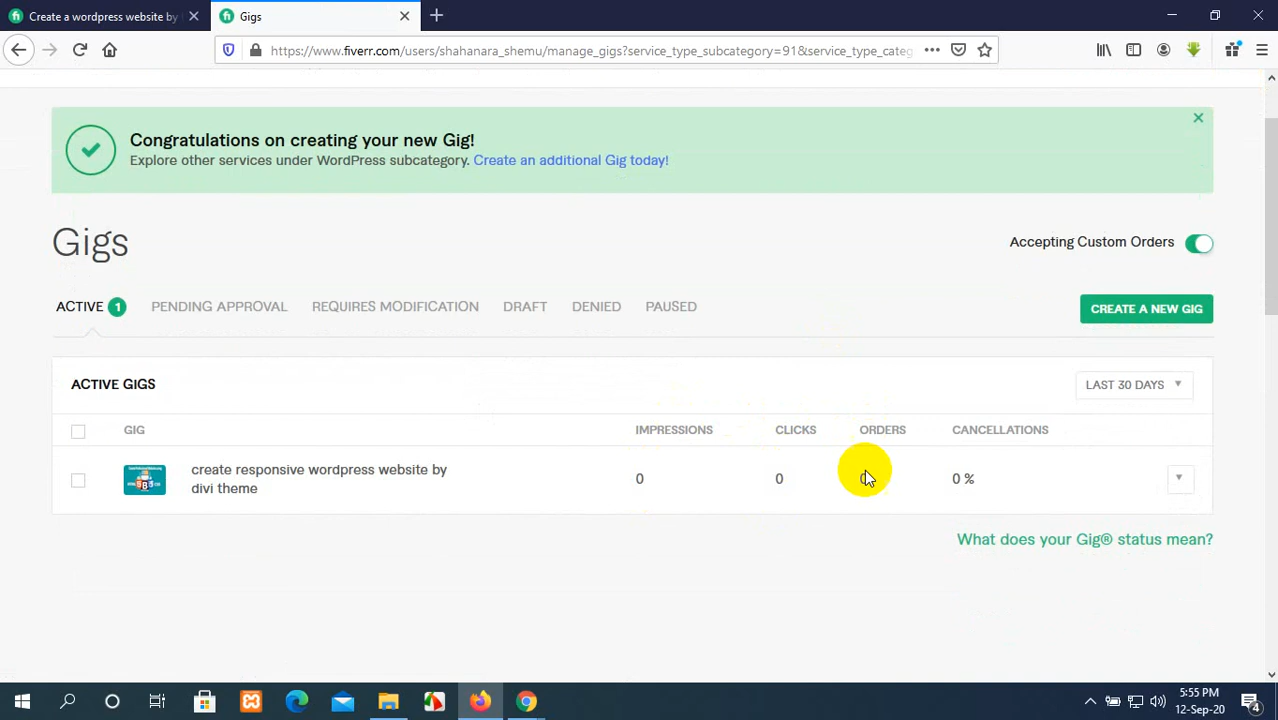 Create a wordpress website by
Gigs
https://www.fiverr.com/users/shahanara_shemu/manage_gigs?service_type_subcategory=91&service_type_categ
Congratulations on creating your new Gig!
Explore other services under WordPress subcategory. Create an additional Gig today!
Gigs
Accepting Custom Orders
ACTIVE 1 PENDING APPROVAL REQUIRES MODIFICATION DRAFT DENIED PAUSED
CREATE A NEW GIG
ACTIVE GIGS
LAST 30 DAYS
GIG IMPRESSIONS CLICKS ORDERS CANCELLATIONS
create responsive wordpress website by
divi theme
0 0 0 %
What does your Gig® status mean?
5:55 PM
12-Sep-20
4